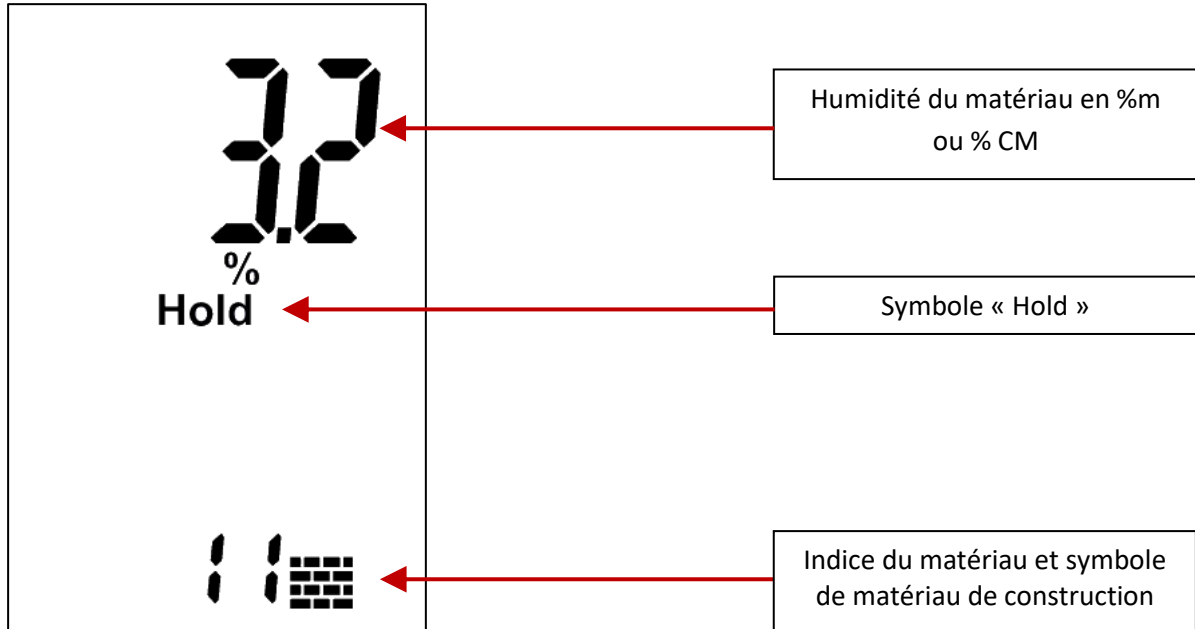 3.2
Humidité du matériau en %m
ou % CM
%
Hold
Symbole « Hold »
11
Indice du matériau et symbole
de matériau de construction